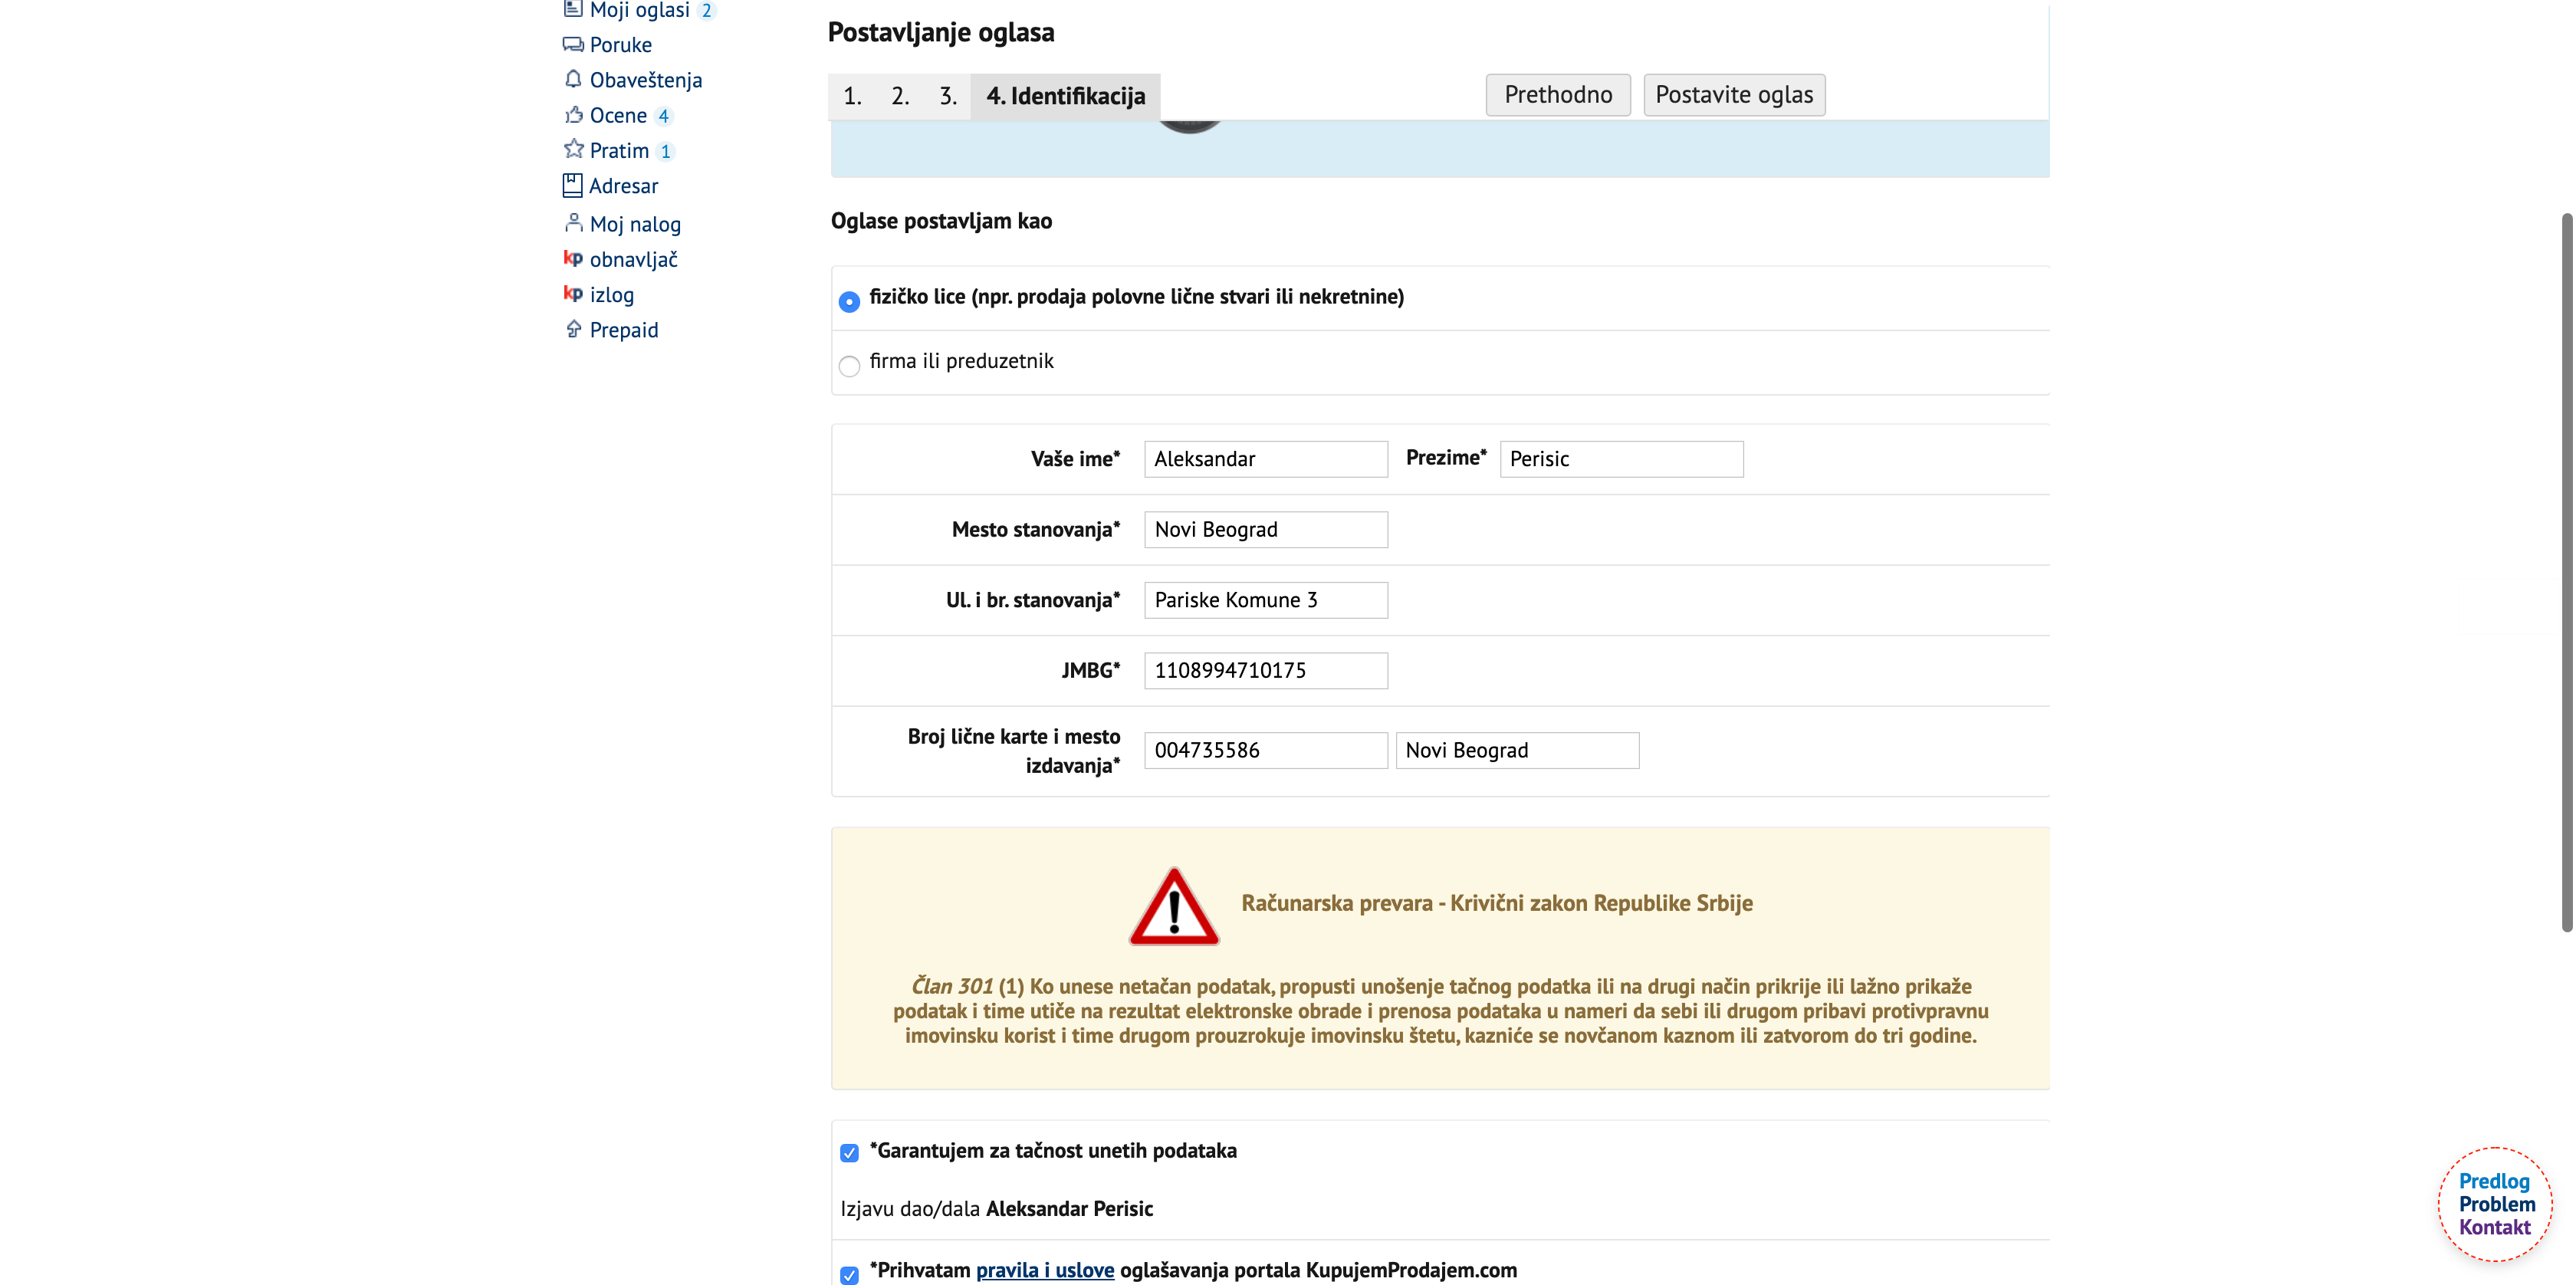 Moji oglasi 2
Poruke
Obaveštenja
Ocene 4
Pratim 1
Adresar
Moj nalog
kp obnavljač
kp izlog
Prepaid
Postavljanje oglasa
1. 2. 3. 4. Identifikacija Prethodno Postavite oglas
Oglase postavljam kao
fizičko lice (npr. prodaja polovne lične stvari ili nekretnine)
firma ili preduzetnik
Vaše ime* Aleksandar Prezime* Perisic
Mesto stanovanja* Novi Beograd
Ul. i br. stanovanja* Pariske Komune 3
JMBG* 1108994710175
Broj lične karte i mesto
izdavanja* 004735586 Novi Beograd
Računarska prevara - Krivični zakon Republike Srbije
Član 301 (1) Ko unese netačan podatak, propusti unošenje tačnog podatka ili na drugi način prikrije ili lažno prikaže
podatak i time utiče na rezultat elektronske obrade i prenosa podataka u nameri da sebi ili drugom pribavi protivpravnu
imovinsku korist i time drugom prouzrokuje imovinsku štetu, kazniće se novčanom kaznom ili zatvorom do tri godine.
*Garantujem za tačnost unetih podataka
Izjavu dao/dala Aleksandar Perisic
*Prihvatam pravila i uslove oglašavanja portala KupujemProdajem.com
Predlog
Problem
Kontakt